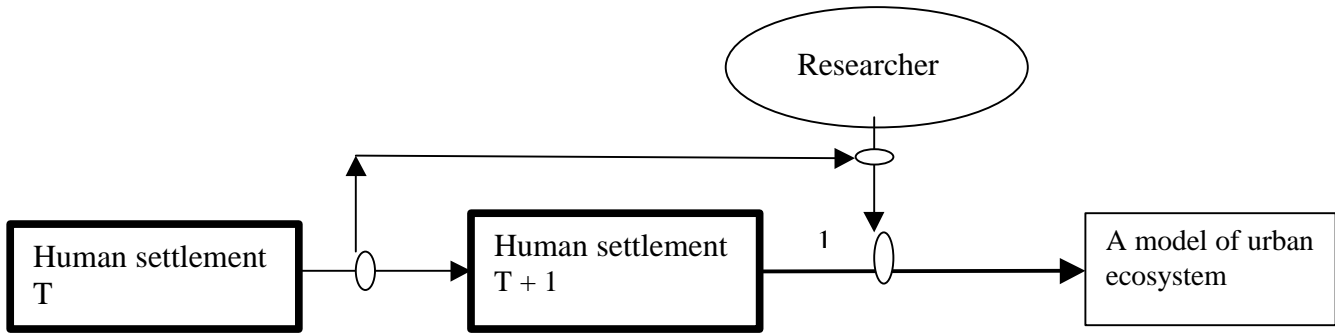 Researcher
Human settlement
T
Human settlement
T + 1
1
A model of urban
ecosystem